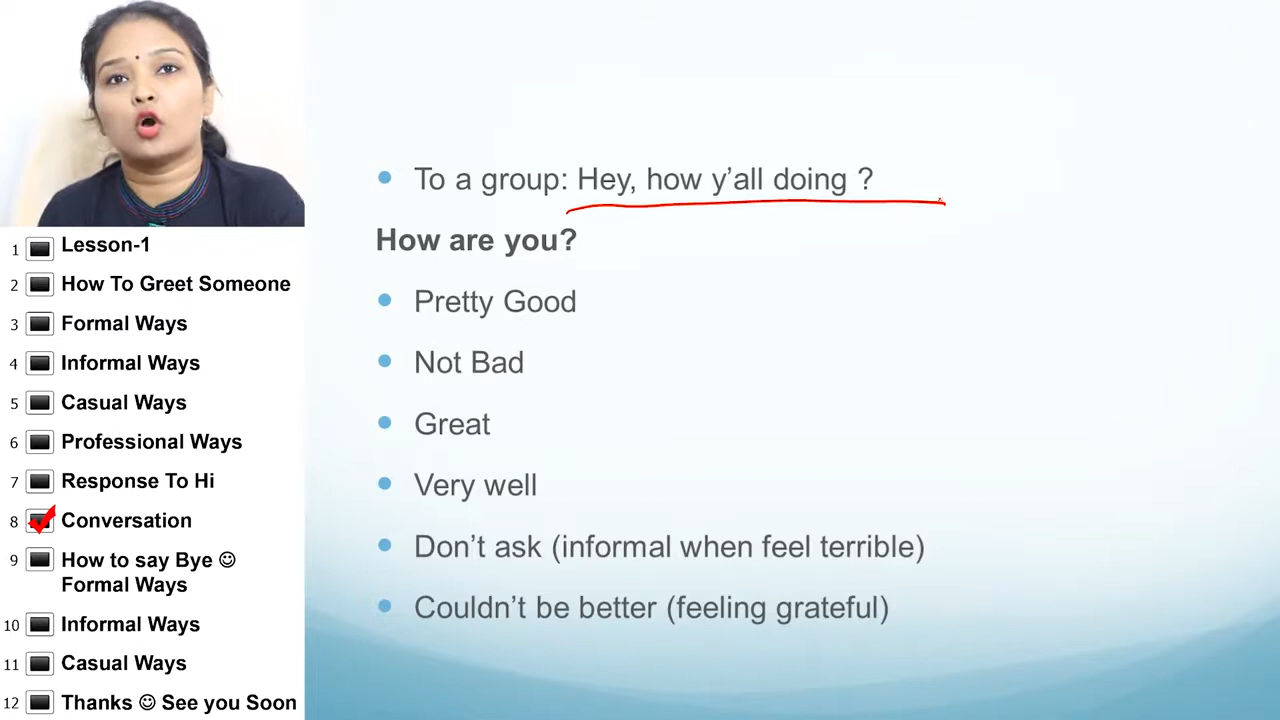 1 Lesson-1
2 How To Greet Someone
3 Formal Ways
4 Informal Ways
5 Casual Ways
6 Professional Ways
7 Response To Hi
8 Conversation
9 How to say Bye ☺
Formal Ways
10 Informal Ways
11 Casual Ways
12 Thanks ☺ See you Soon
• To a group: Hey, how y’all doing ?
How are you?
• Pretty Good
• Not Bad
• Great
• Very well
• Don’t ask (informal when feel terrible)
• Couldn’t be better (feeling grateful)